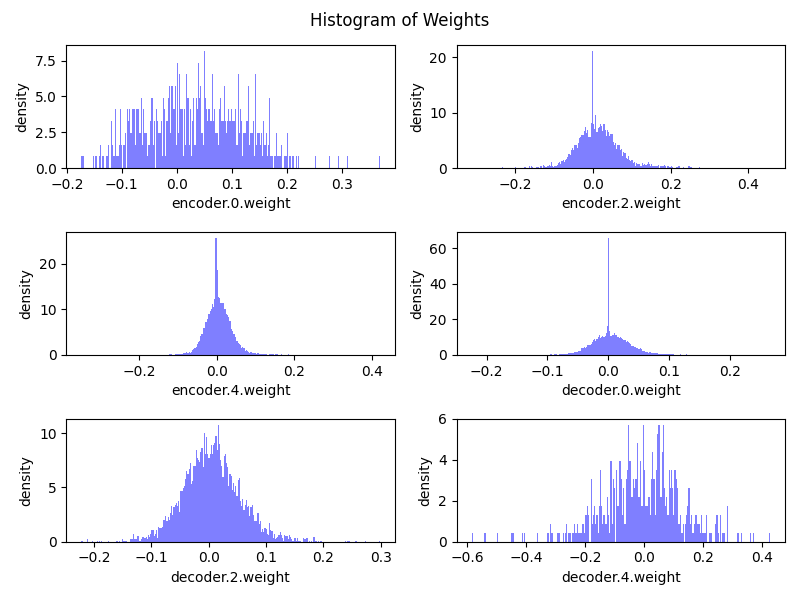 Histogram of Weights
density
7.5
5.0
2.5
0.0
−0.2 −0.1 0.0 0.1 0.2 0.3
encoder.0.weight
density
20
10
0
−0.2 0.0 0.2 0.4
encoder.2.weight
density
20
10
0
−0.2 0.0 0.2 0.4
encoder.4.weight
density
60
40
20
0
−0.2 −0.1 0.0 0.1 0.2
decoder.0.weight
density
10
5
0
−0.2 −0.1 0.0 0.1 0.2 0.3
decoder.2.weight
density
6
4
2
0
−0.6 −0.4 −0.2 0.0 0.2 0.4
decoder.4.weight